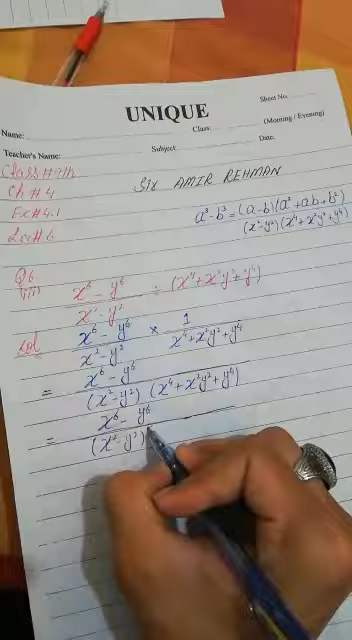 Sheet No.
UNIQUE
(Morning / Evening)
Name: Class:
Teacher's Name: Subject: Date:
Class # 9th
Sir AMIR REHMAN
Ch # 4
Ex # 4.1
a³-b³=(a-b)(a²+ab+b²)
Lec # 6
(x²-y²)(x⁴+x²y²+y⁴)
Q6
(iii) x⁶-y⁶/x²-y² ÷ (x⁴+x²y²+y⁴)
Sol x⁶-y⁶/x²-y² × 1/x⁴+x²y²+y⁴
= x⁶-y⁶/(x²-y²)(x⁴+x²y²+y⁴)
= x⁶-y⁶/(x²-y²)